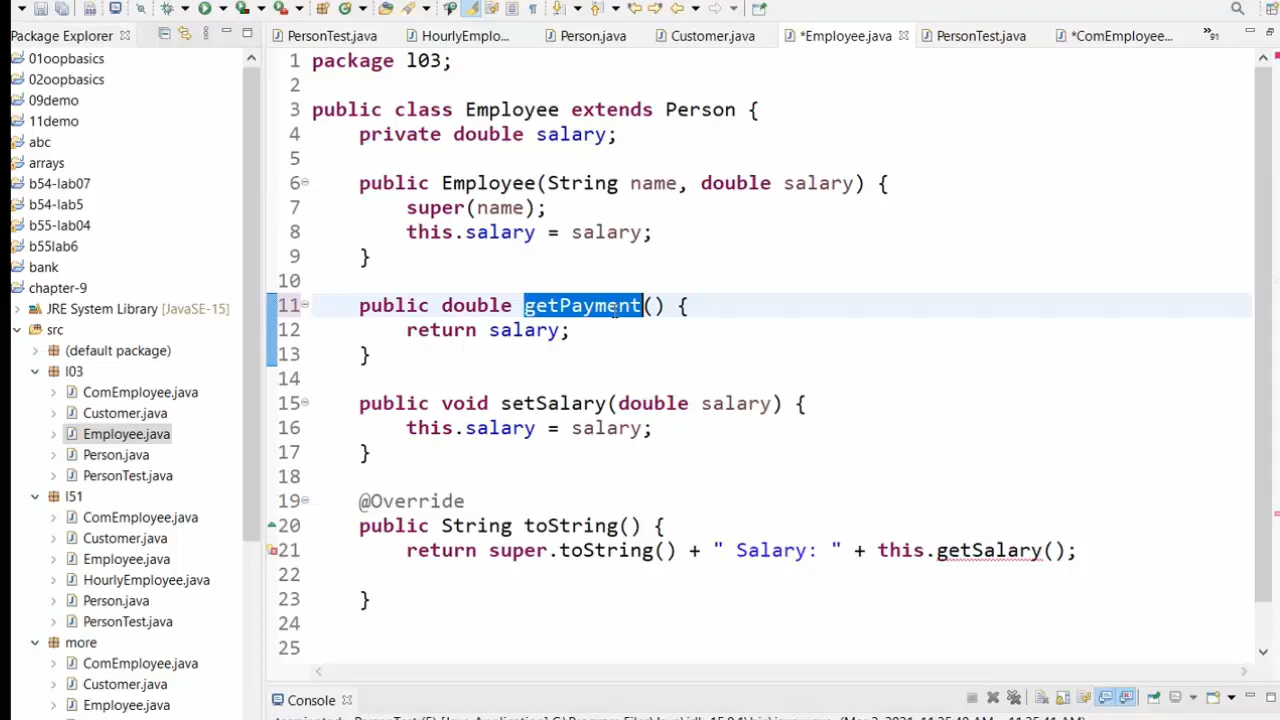 Package Explorer
PersonTest.java
HourlyEmplo...
Person.java
Customer.java
*Employee.java
PersonTest.java
*ComEmployee...
»91
01oopbasics
02oopbasics
09demo
11demo
abc
arrays
b54-lab07
b54-lab5
b55-lab04
b55lab6
bank
chapter-9
JRE System Library [JavaSE-15]
src
(default package)
l03
ComEmployee.java
Customer.java
Employee.java
Person.java
PersonTest.java
l51
ComEmployee.java
Customer.java
Employee.java
HourlyEmployee.java
Person.java
PersonTest.java
more
ComEmployee.java
Customer.java
Employee.java
1 package l03;
2
3 public class Employee extends Person {
4 private double salary;
5
6 public Employee(String name, double salary) {
7 super(name);
8 this.salary = salary;
9 }
10
11 public double getPayment() {
12 return salary;
13 }
14
15 public void setSalary(double salary) {
16 this.salary = salary;
17 }
18
19 @Override
20 public String toString() {
21 return super.toString() + " Salary: " + this.getSalary();
22
23 }
24
25
Console